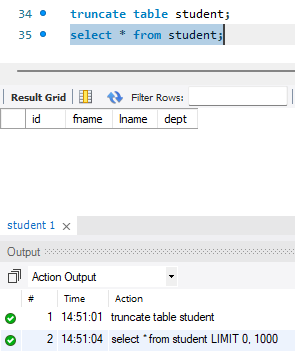 34 truncate table student;
35 select * from student;
Result Grid Filter Rows:
id fname lname dept
student 1
Output
Action Output
# Time Action
1 14:51:01 truncate table student
2 14:51:04 select * from student LIMIT 0, 1000